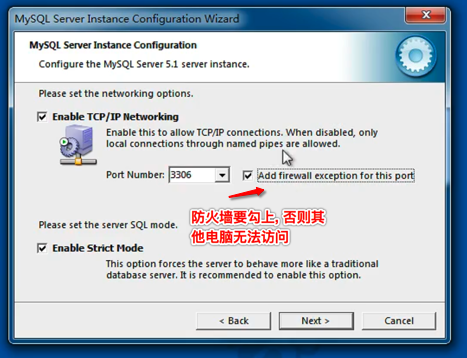 MySQL Server Instance Configuration Wizard
MySQL Server Instance Configuration
Configure the MySQL Server 5.1 server instance.
Please set the networking options.
Enable TCP/IP Networking
Enable this to allow TCP/IP connections. When disabled, only
local connections through named pipes are allowed.
Port Number: 3306 Add firewall exception for this port
防火墙要勾上, 否则其
他电脑无法访问
Please set the server SQL mode.
Enable Strict Mode
This option forces the server to behave more like a traditional
database server. It is recommended to enable this option.
< Back Next > Cancel